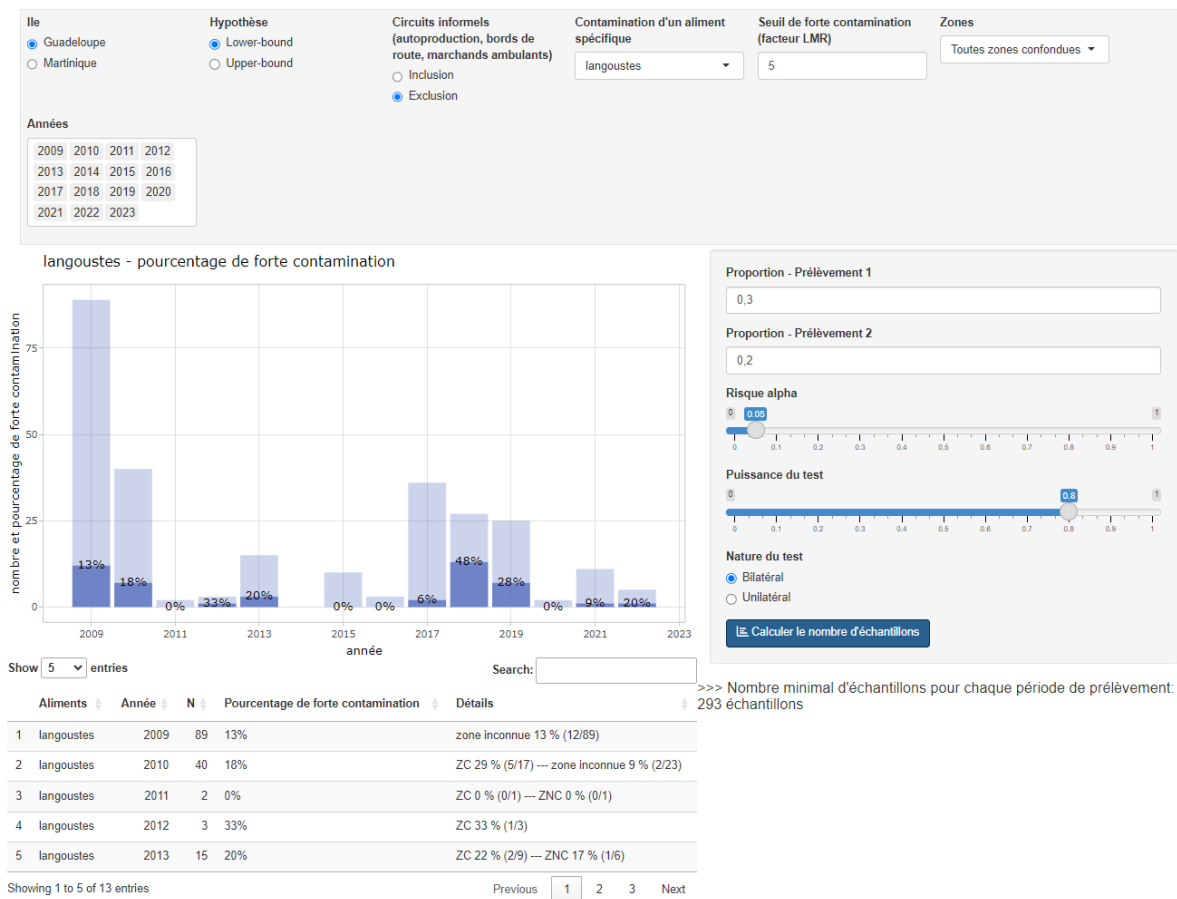 Ile
Guadeloupe
Martinique
Hypothèse
Lower-bound
Upper-bound
Circuits informels
(autoproduction, bords de
route, marchands ambulants)
Inclusion
Exclusion
Contamination d'un aliment
spécifique
langoustes
Seuil de forte contamination
(facteur LMR)
5
Zones
Toutes zones confondues
Années
2009 2010 2011 2012
2013 2014 2015 2016
2017 2018 2019 2020
2021 2022 2023
langoustes - pourcentage de forte contamination
nombre et pourcentage de forte contamination
75
50
25
0
13% 18% 0% 33% 20% 0% 0% 6% 48% 28% 0% 9% 20%
2009 2011 2013 2015 2017 2019 2021 2023
année
Proportion - Prélèvement 1
0,3
Proportion - Prélèvement 2
0,2
Risque alpha
0 0.05 1
0 0.1 0.2 0.3 0.4 0.5 0.6 0.7 0.8 0.9 1
Puissance du test
0 0.8 1
0 0.1 0.2 0.3 0.4 0.5 0.6 0.7 0.8 0.9 1
Nature du test
Bilatéral
Unilatéral
Calculer le nombre d'échantillons
>>> Nombre minimal d'échantillons pour chaque période de prélèvement:
293 échantillons
Show 5 entries
Search:
Aliments Année N Pourcentage de forte contamination Détails
1 langoustes 2009 89 13% zone inconnue 13 % (12/89)
2 langoustes 2010 40 18% ZC 29 % (5/17) --- zone inconnue 9 % (2/23)
3 langoustes 2011 2 0% ZC 0 % (0/1) --- ZNC 0 % (0/1)
4 langoustes 2012 3 33% ZC 33 % (1/3)
5 langoustes 2013 15 20% ZC 22 % (2/9) --- ZNC 17 % (1/6)
Showing 1 to 5 of 13 entries
Previous 1 2 3 Next